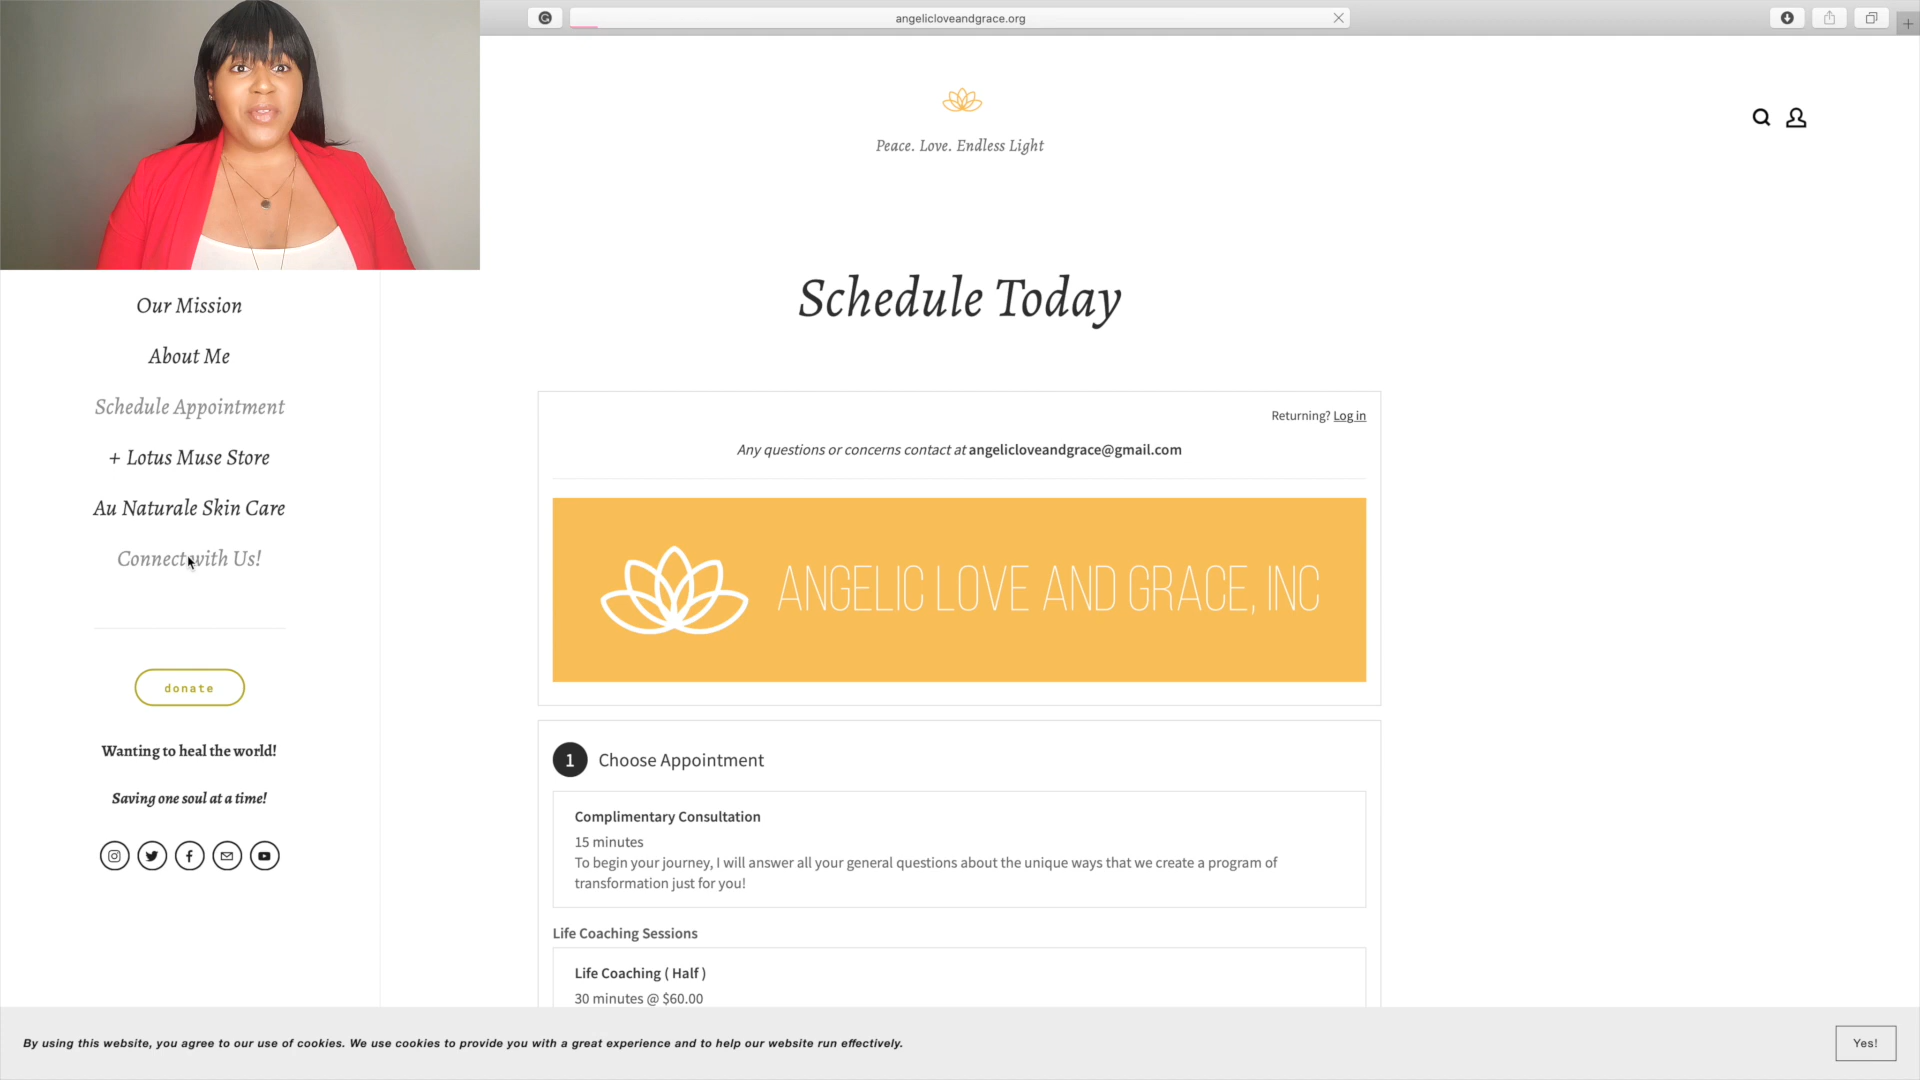 angelicloveandgrace.org
Peace. Love. Endless Light
Our Mission
About Me
Schedule Appointment
+ Lotus Muse Store
Au Naturale Skin Care
Connect with Us!
donate
Wanting to heal the world!
Saving one soul at a time!
Schedule Today
Returning? Log in
Any questions or concerns contact at angelicloveandgrace@gmail.com
ANGELIC LOVE AND GRACE, INC
1 Choose Appointment
Complimentary Consultation
15 minutes
To begin your journey, I will answer all your general questions about the unique ways that we create a program of
transformation just for you!
Life Coaching Sessions
Life Coaching ( Half )
30 minutes @ $60.00
By using this website, you agree to our use of cookies. We use cookies to provide you with a great experience and to help our website run effectively.
Yes!